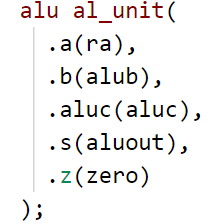 alu al_unit(
    .a(ra),
    .b(alub),
    .aluc(aluc),
    .s(aluout),
    .z(zero)
);